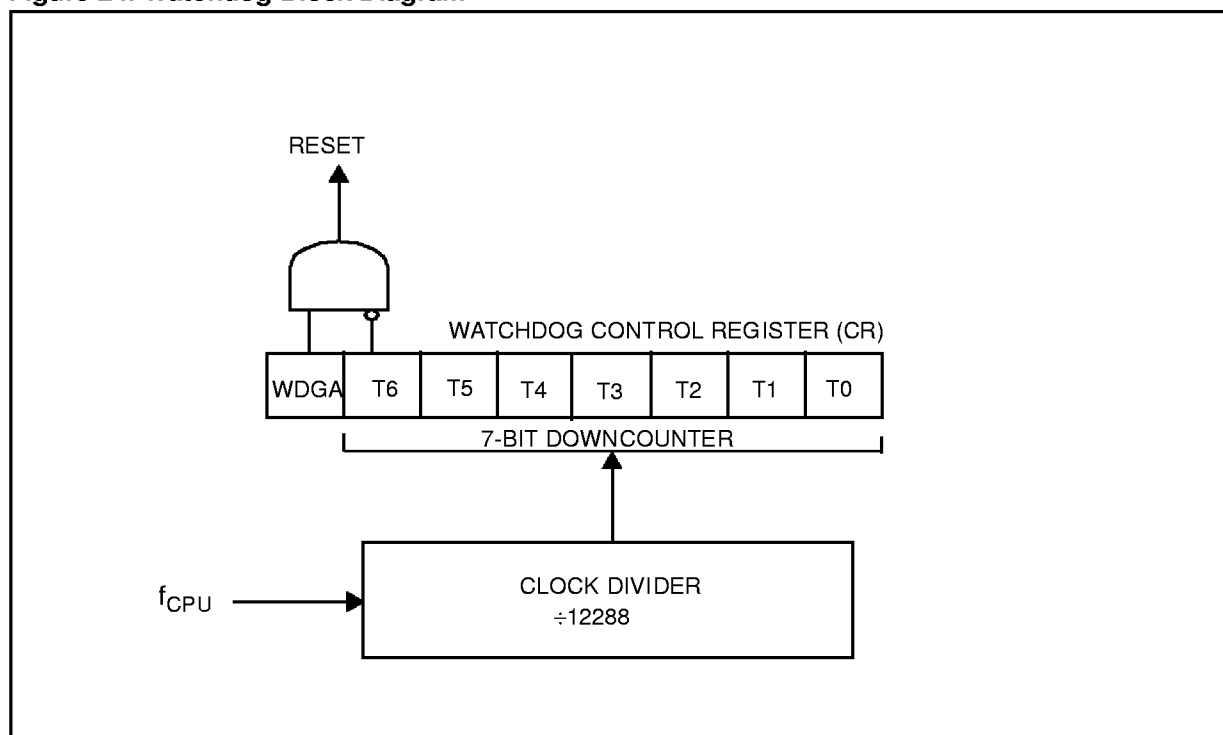 Figure Watchdog Block Diagram
RESET
WATCHDOG CONTROL REGISTER (CR)
WDGA T6 T5 T4 T3 T2 T1 T0
7-BIT DOWNCOUNTER
fCPU
CLOCK DIVIDER
÷12288